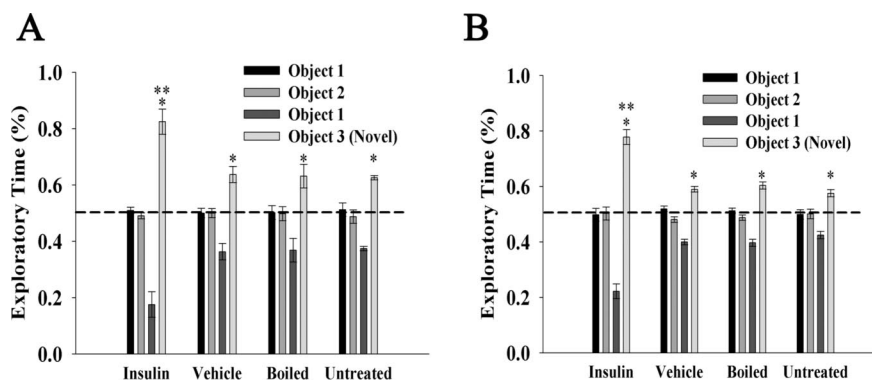 A
Exploratory Time (%)
1.0
0.8
0.6
0.4
0.2
0.0
Object 1
Object 2
Object 1
Object 3 (Novel)
**
*
*
*
*
Insulin Vehicle Boiled Untreated
B
Exploratory Time (%)
1.0
0.8
0.6
0.4
0.2
0.0
Object 1
Object 2
Object 1
Object 3 (Novel)
**
*
*
*
*
Insulin Vehicle Boiled Untreated